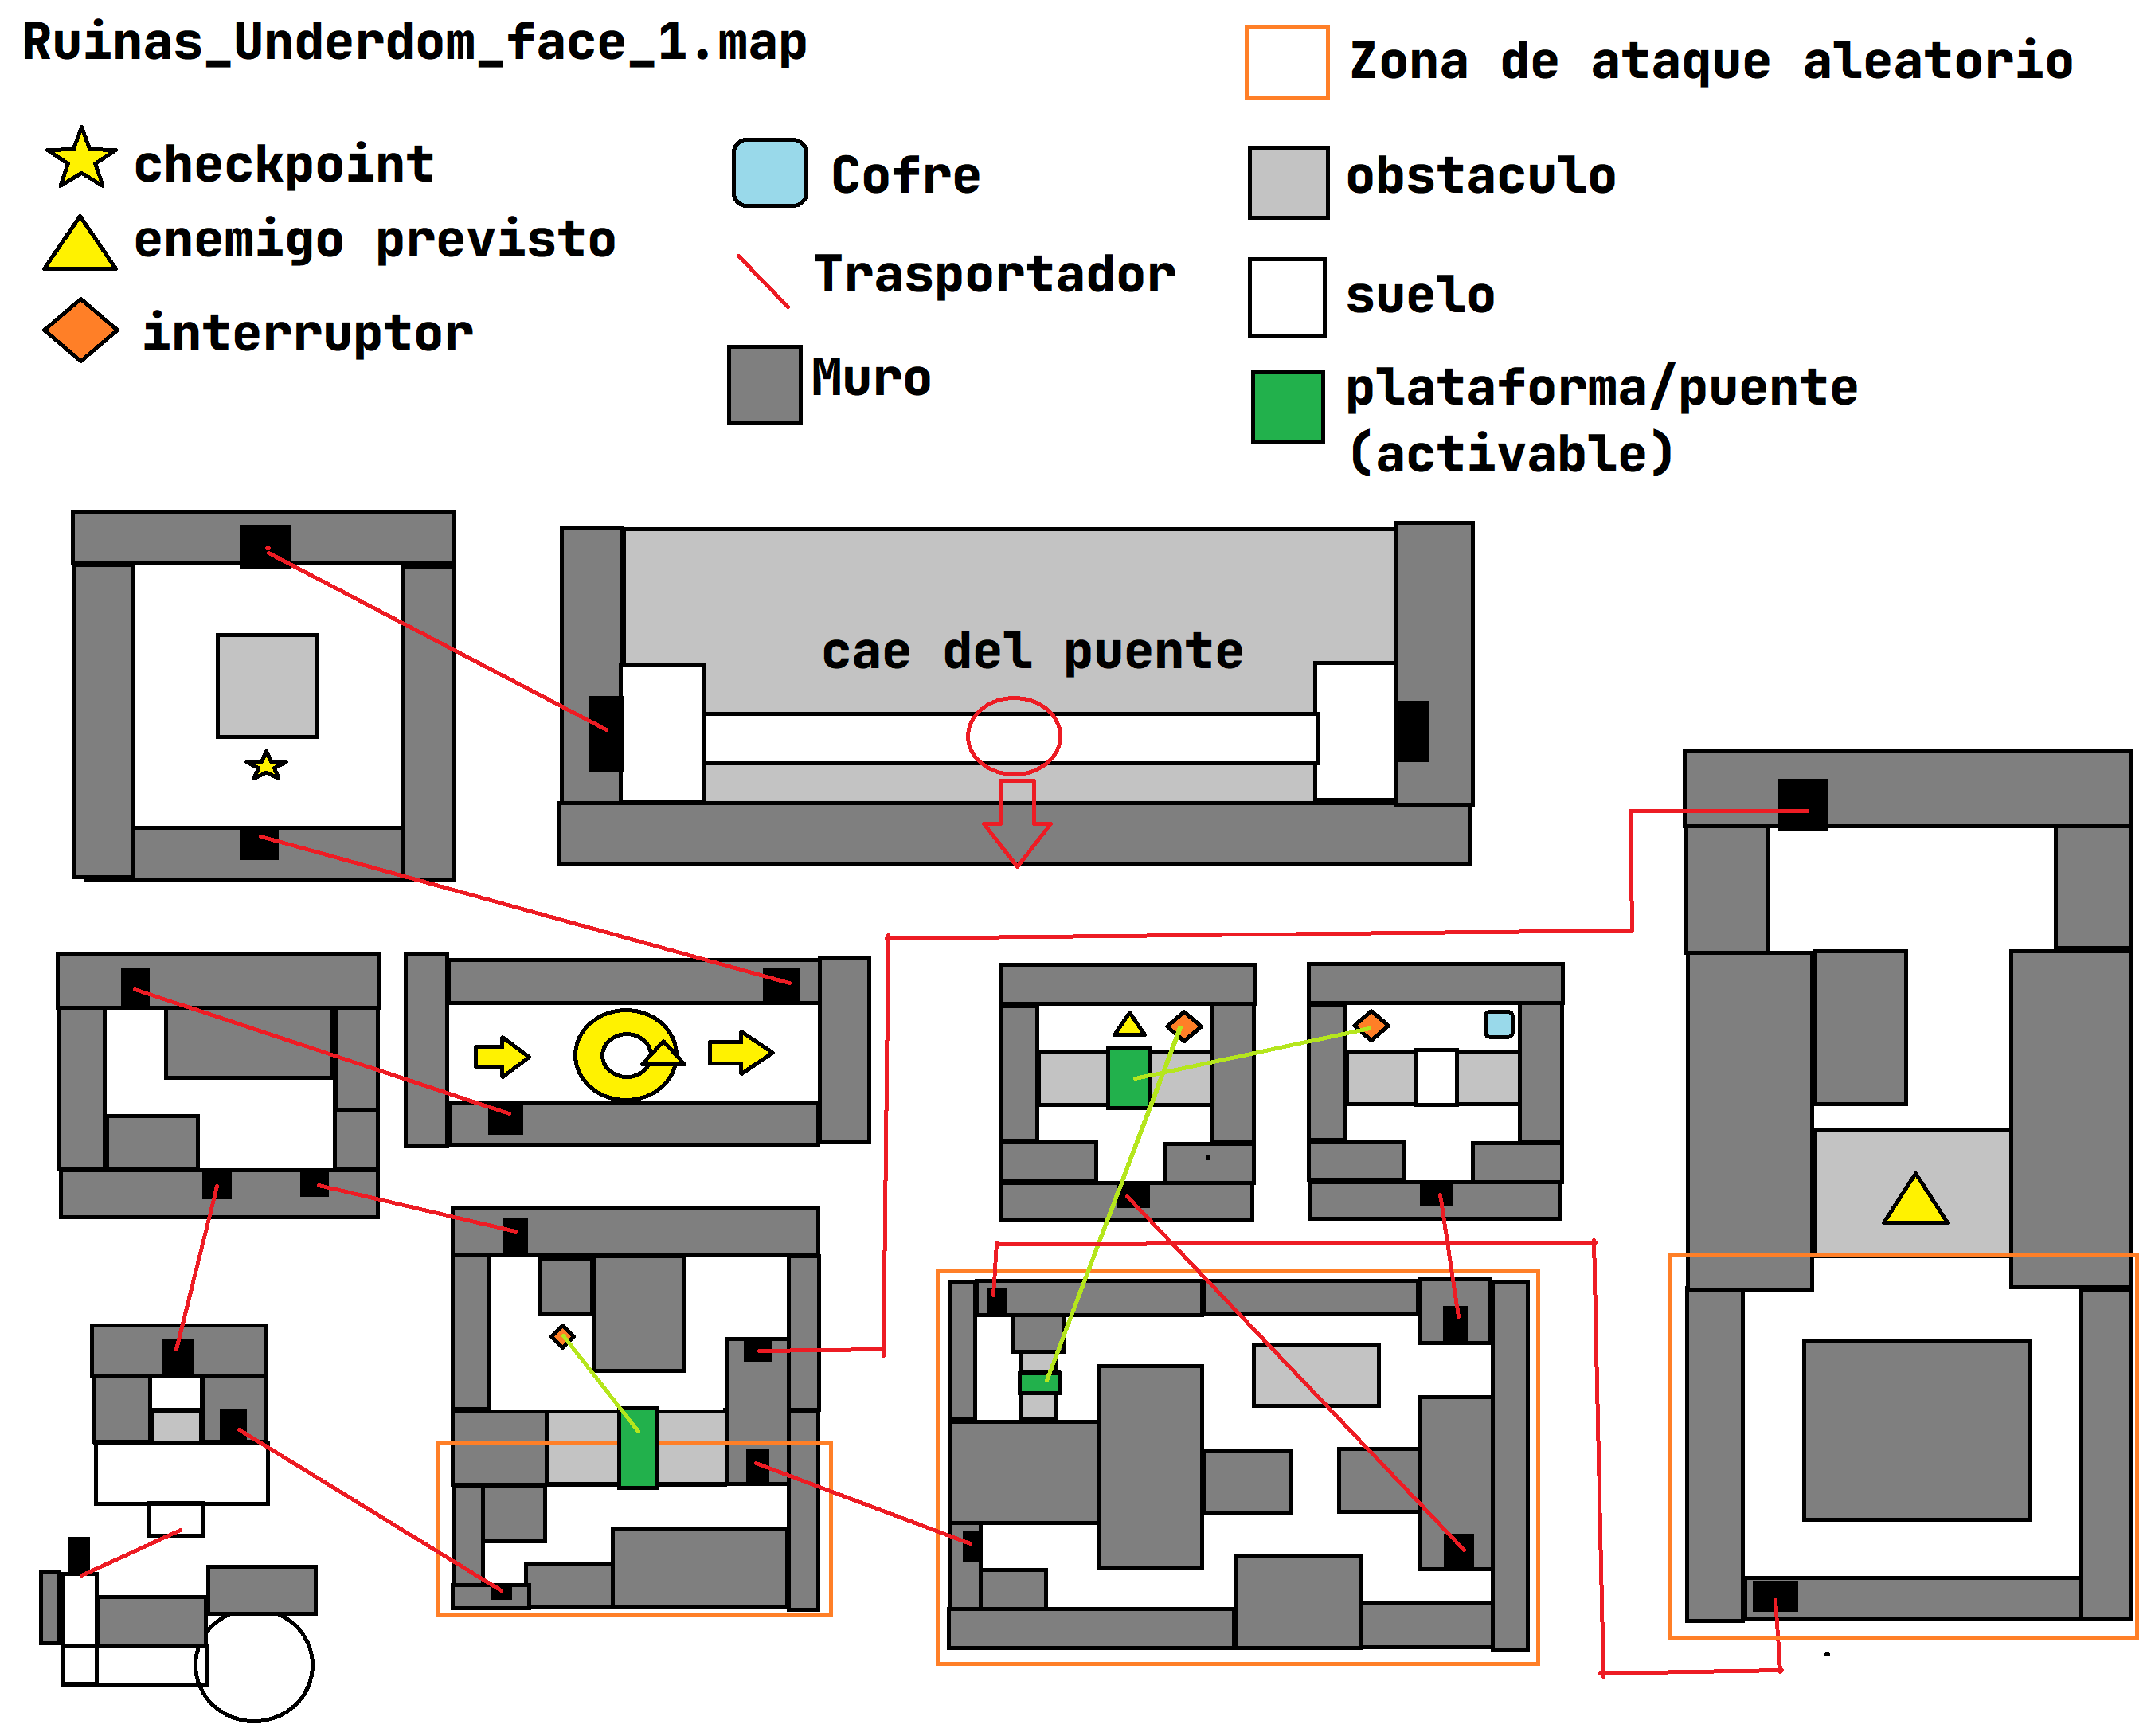 Ruinas_Underdom_face_1.map
Zona de ataque aleatorio
checkpoint
Cofre
obstaculo
enemigo previsto
Trasportador
suelo
interruptor
Muro
plataforma/puente
(activable)
cae del puente